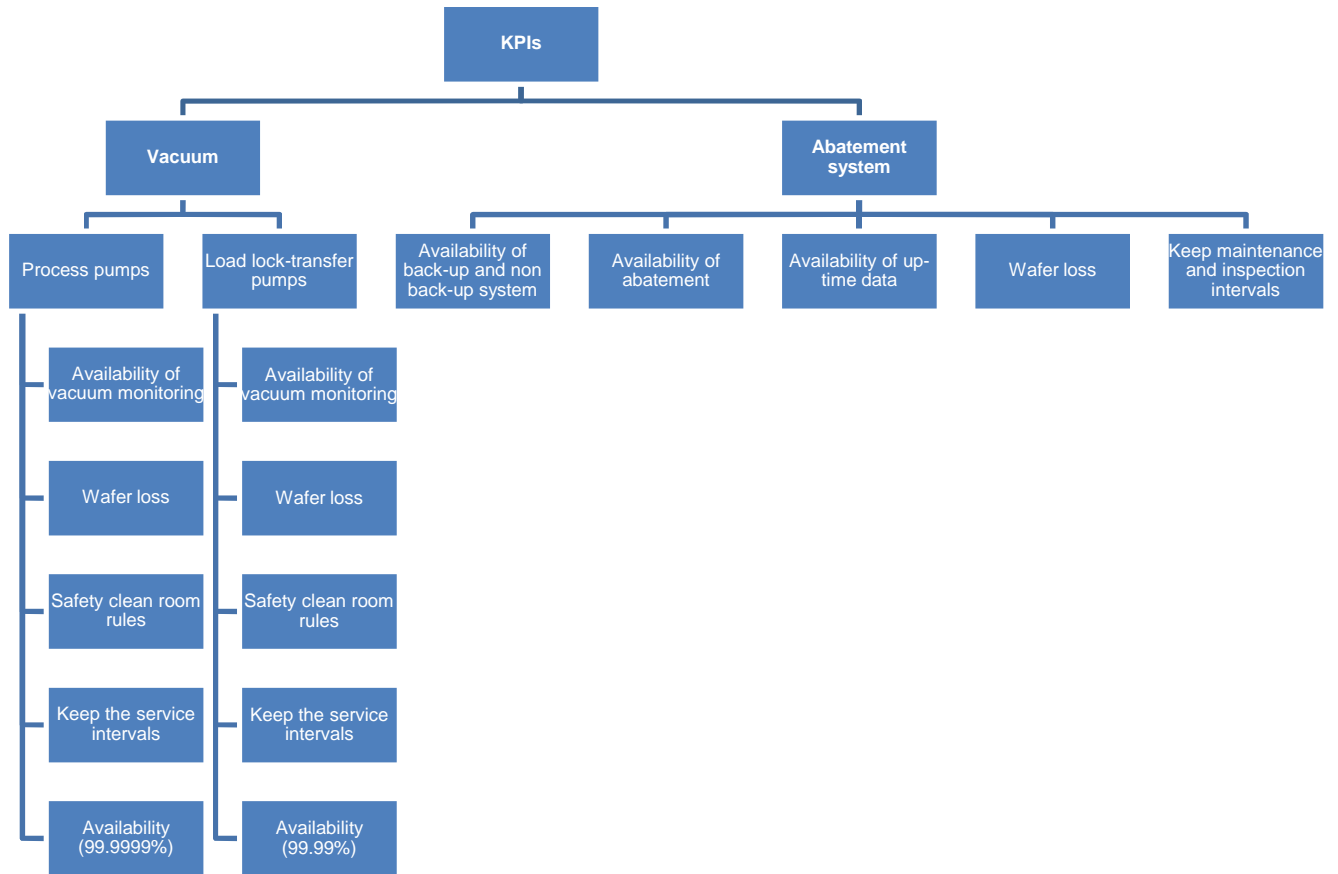 KPIs
Vacuum
Abatement
system
Process pumps
Load lock-transfer
pumps
Availability of
back-up and non
back-up system
Availability of
abatement
Availability of up-
time data
Wafer loss
Keep maintenance
and inspection
intervals
Availability of
vacuum monitoring
Availability of
vacuum monitoring
Wafer loss
Wafer loss
Safety clean room
rules
Safety clean room
rules
Keep the service
intervals
Keep the service
intervals
Availability
(99.9999%)
Availability
(99.99%)